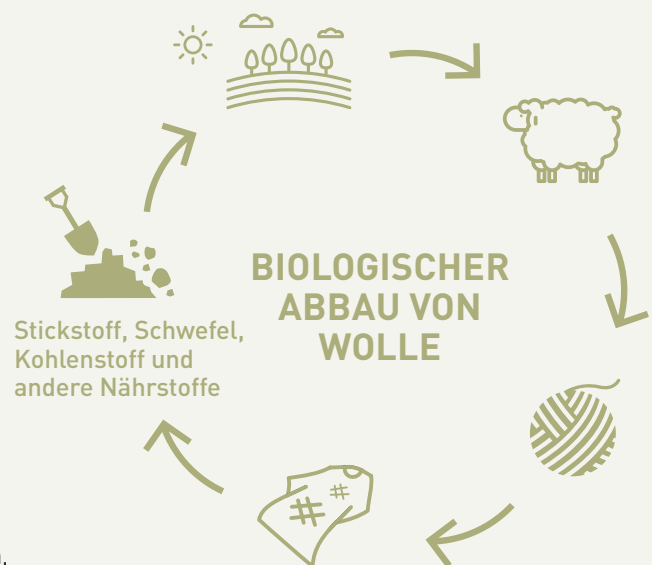 BIOLOGISCHER
ABBAU VON
WOLLE
Stickstoff, Schwefel,
Kohlenstoff und
andere Nährstoffe